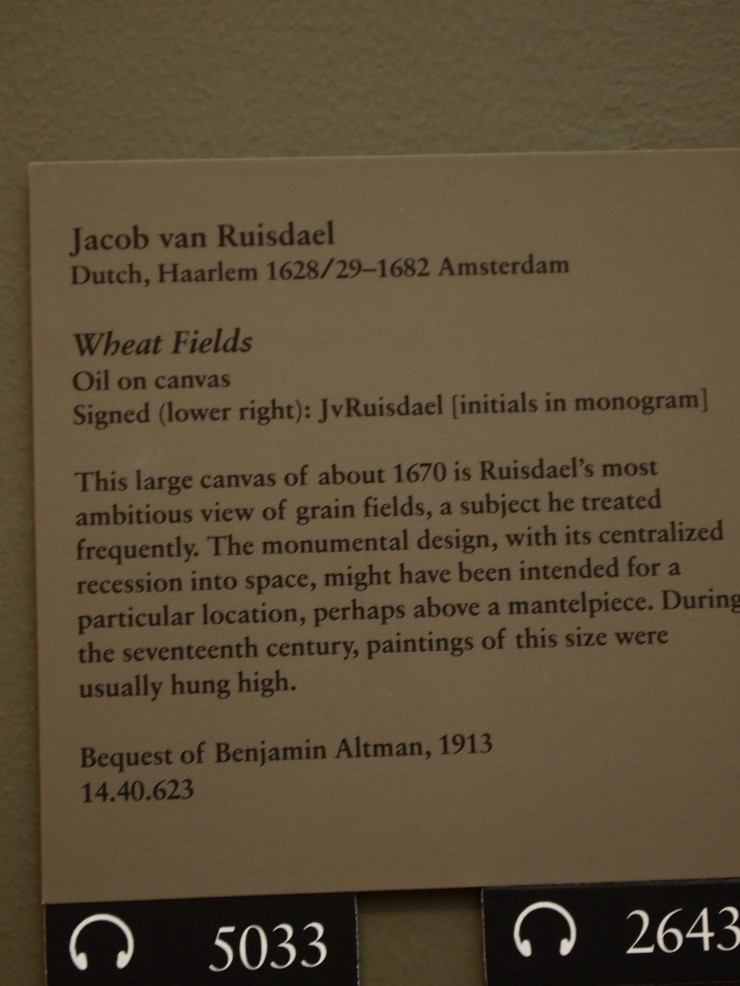 Jacob van Ruisdael
Dutch, Haarlem 1628/29–1682 Amsterdam
Wheat Fields
Oil on canvas
Signed (lower right): JvRuisdael [initials in monogram]
This large canvas of about 1670 is Ruisdael's most
ambitious view of grain fields, a subject he treated
frequently. The monumental design, with its centralized
recession into space, might have been intended for a
particular location, perhaps above a mantelpiece. During
the seventeenth century, paintings of this size were
usually hung high.
Bequest of Benjamin Altman, 1913
14.40.623
5033 2643